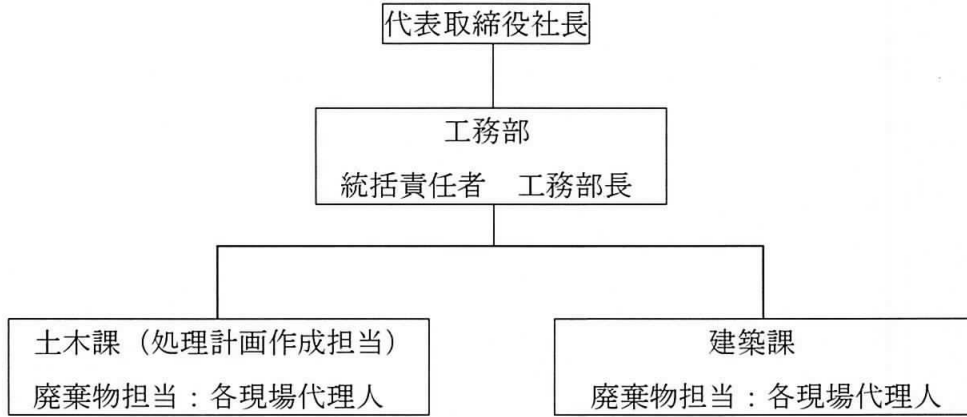 代表取締役社長
工務部
統括責任者　工務部長
土木課（処理計画作成担当）
廃棄物担当：各現場代理人
建築課
廃棄物担当：各現場代理人